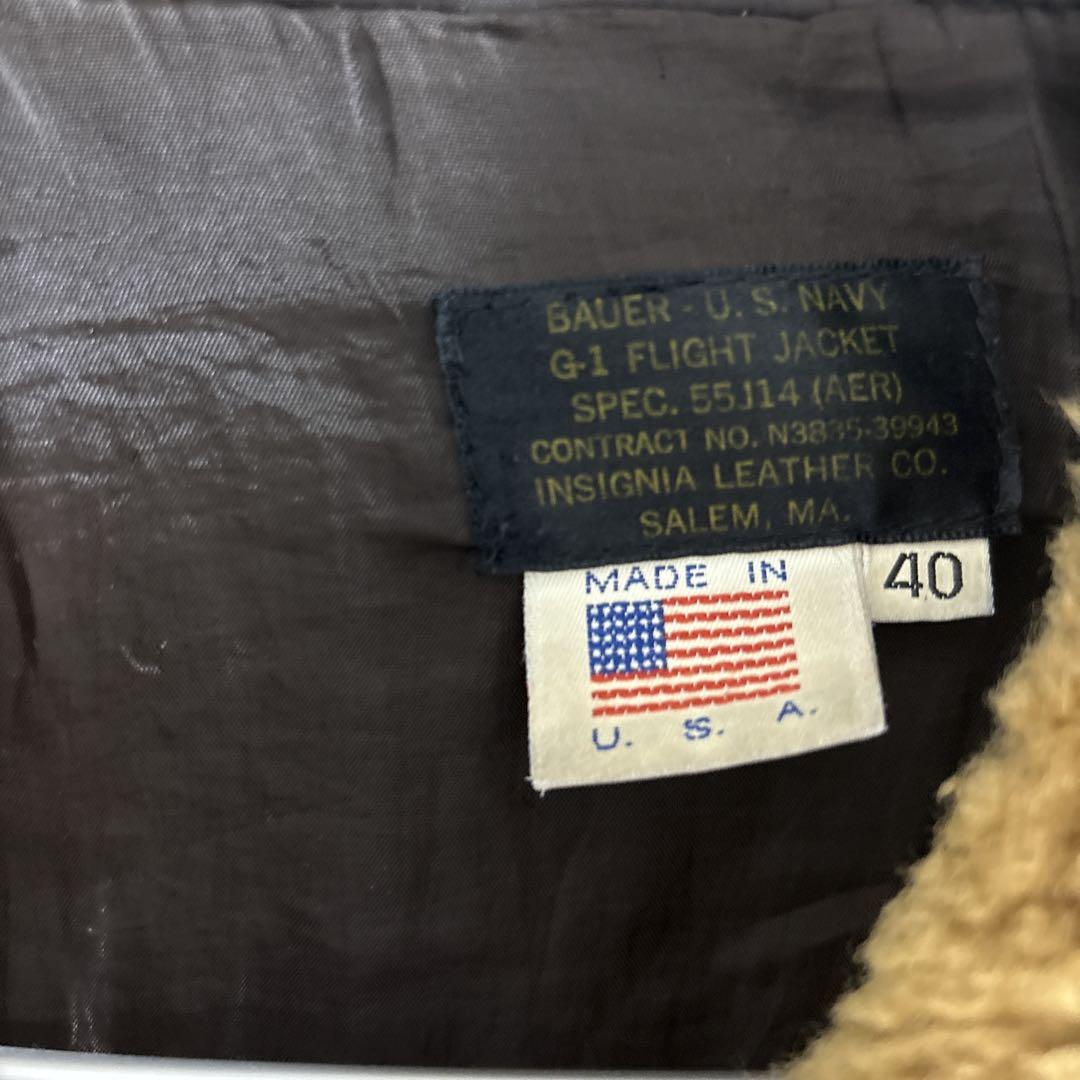 BAUER - U. S. NAVY
G-1 FLIGHT JACKET
SPEC. 55J14 (AER)
CONTRACT NO. N3835-39943
INSIGNIA LEATHER CO.
SALEM, MA.
MADE IN
U. S. A.
40